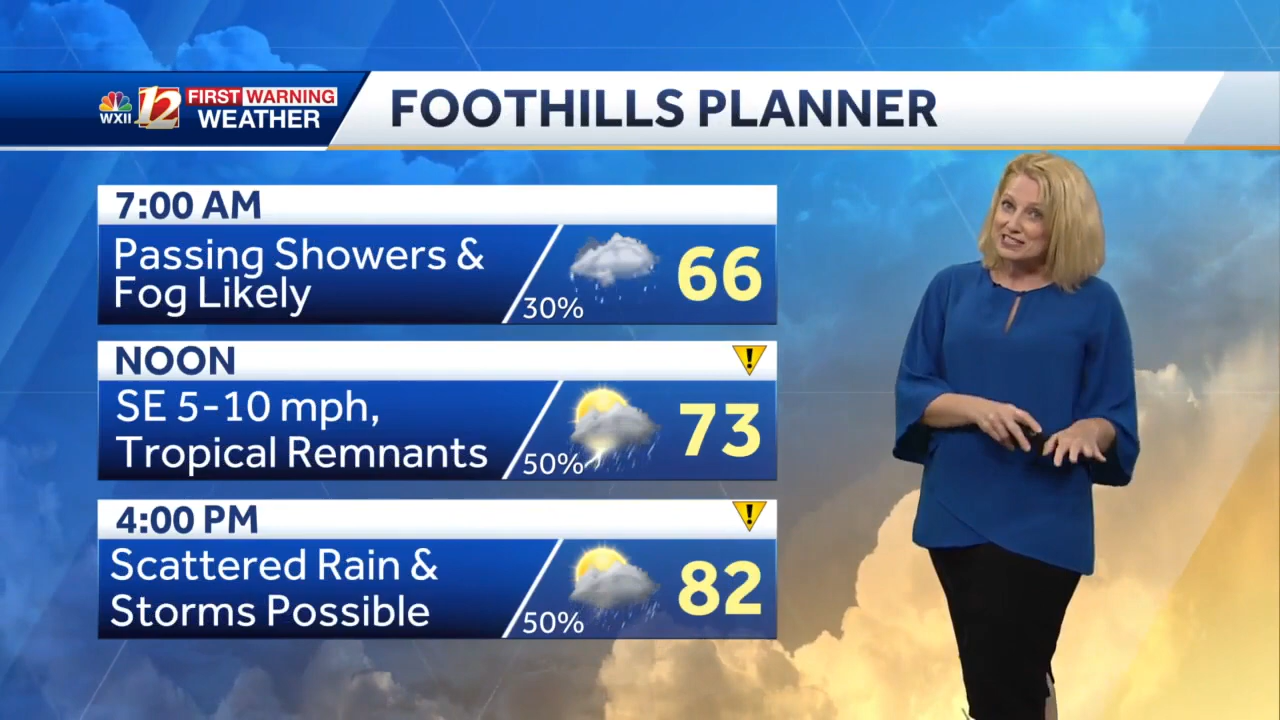 WXII 12 FIRST WARNING WEATHER
FOOTHILLS PLANNER
7:00 AM
Passing Showers &
Fog Likely
30%
66
NOON
!
SE 5-10 mph,
Tropical Remnants
50%
73
4:00 PM
!
Scattered Rain &
Storms Possible
50%
82